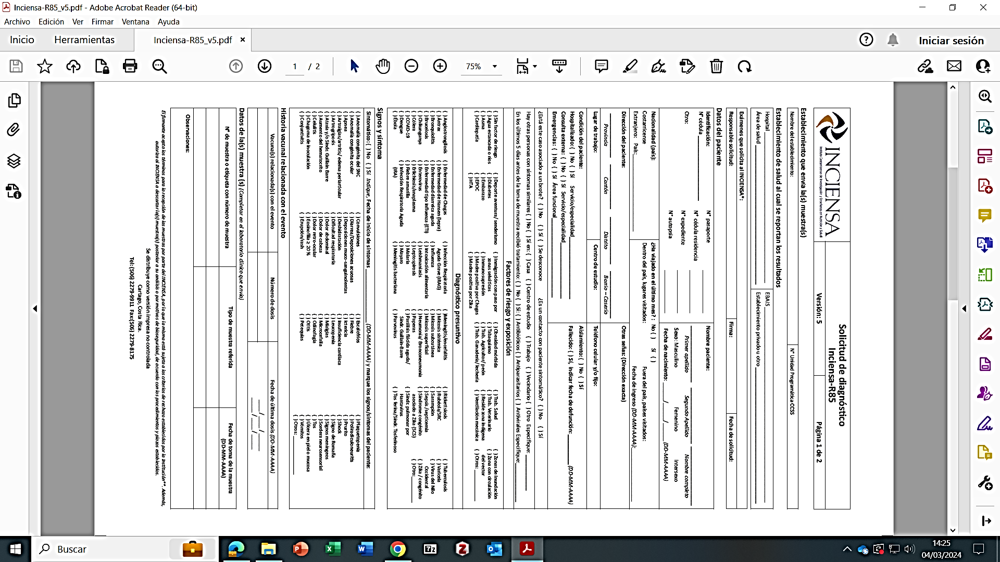 Inciensa-R85_v5.pdf - Adobe Acrobat Reader (64-bit)
Archivo Edición Ver Firmar Ventana Ayuda
Inicio Herramientas Inciensa-R85_v5.pdf × Iniciar sesión
1 / 2 75%
INCIENSA
Instituto Costarricense de Investigación y Enseñanza en Nutrición y Salud
Solicitud de diagnóstico
Inciensa-R85
Versión: 5 Página 1 de 2
Establecimiento que envía la(s) muestra(s)
Nombre del establecimiento: N° Unidad Programática CCSS
Establecimiento de salud al cual se reportan los resultados
Hospital EBAIS
Área de salud Establecimiento privado u otro
Exámenes que solicita al INCIENSA*:
Responsable solicitud: Firma: Fecha de solicitud:
Datos del paciente
Identificación: N° pasaporte Nombre paciente:
N° cédula N° cédula residencia
Otro: N° expediente Primer apellido Segundo Apellido Nombre completo
N° autopsia Sexo: Masculino Femenino Intersexo
Fecha de nacimiento: ____/____/____ (DD-MM-AAAA)
Nacionalidad (país): ¿Ha viajado en el último mes? : No ( ) Sí ( )
Costarricense Dentro del país, lugares visitados: Fuera del país, países visitados:
Extranjero: País: Fecha de ingreso (DD-MM-AAAA):
Dirección del paciente: Otras señas: (Dirección exacta)
Provincia Cantón Distrito Barrio – Caserío
Lugar de trabajo: Centro de estudio: Teléfono celular y/o fijo:
Condición del paciente: Aislamiento: ( ) No ( ) Sí
Hospitalizado: ( ) No ( ) Sí Servicio/especialidad Fallecido: ( ) Sí, indicar fecha de defunción: (DD-MM-AAAA)
Consulta externa: ( ) No ( ) Sí Servicio/especialidad
Emergencias: ( ) No ( ) Sí Área funcional
¿Está este caso asociado a un brote? ( ) No ( ) Sí ( ) Se desconoce ¿Es un contacto con paciente sintomático? ( ) No ( ) Sí
Hay otras personas con síntomas similares ( ) No ( ) Sí en: ( ) Casa ( ) Centro de estudio ( ) Trabajo ( ) Vecindario ( ) Otro Especifique:
En los últimos 5 días antes de la toma de muestra recibió tratamiento: ( ) No ( ) Sí: ( ) Antibióticos ( ) Antiparasitarios ( ) Antivirales Especifique:
Factores de riesgo y exposición
( ) Sin factor de riesgo ( ) Deporte aventura/ senderismo ( ) Inmigración con paso por ( ) Obesidad mórbida ( ) Trab. Salud ( ) Zonas de Inundación
( ) Agua estancada o ríos ( ) Diabetes zonas selváticas ( ) Tabaquismo ( ) Trab. Veterinario ( ) Zona con circulación
( ) Asma ( ) Embarazo ( ) Inmunosupresión ( ) Trab. Agricultor/ peón ( ) Reside zona indígena del vector
( ) Cardiopatía ( ) EPOC ( ) Madre positiva por Chagas ( ) Trab. Ganadería/ lechería ( ) Ventilación mecánica ( ) Otros:
( ) HTA ( ) Madre positiva por Zika
Diagnóstico presuntivo
( ) Angiostrongilosis ( ) Enfermedad de Chagas ( ) Infección Respiratoria ( )Meningitis/encefalitis ( ) Rickettsiosis ( ) Tuberculosis
( ) Ántrax ( ) Enfermedad de Hansen (lepra) Aguda Grave (IRAG) ( ) Micosis sistémica ( ) Rubéola/SRC ( ) Varicela
( ) Bronquiolitis ( ) Enfermedad diarreica aguda ( ) Influenza ( ) Micosis subcutánea ( ) Sarampión ( ) Virus del Nilo
( ) Brucelosis ( ) Enfermedad tipo Influenza (ETI) ( ) Intoxicación alimentaria ( ) Micosis superficial ( ) Sepsis /septicemia Occidental
( ) Chikungunya ( ) Enterovirus ( ) Leishmaniasis ( ) Neumonía/ Bronconeumonía ( ) Síndrome congénito ( ) Zika / congénito
( ) Cólera ( ) Erlichiosis/anaplasma ( ) Leptospirosis ( ) Paperas asociado a Zika (SCS) ( ) Otro:
( ) COVID-19 ( ) Fiebre amarilla ( ) Malaria ( ) Parálisis flácida aguda/ ( ) Síndr. pulmonar por
( ) Dengue ( ) Infección Respiratoria Aguda ( ) Mayaro Síndr. Guillain-Barre Hantavirus
( ) Ébola (IRA) ( ) Meningitis bacteriana ( ) Parvovirus ( ) Tos ferina/Síndr. Tosferinoso
Signos y síntoma
Sintomático: ( ) No ( ) Sí Indique, Fecha de inicio de síntomas (DD-MM-AAAA) y marque los signos/síntomas del paciente:
( ) Anomalía congénita del SNC ( ) Convulsiones ( ) Escalofríos ( ) Plaquetopenia
( ) Anomalía congénita ocular ( ) Diarrea/Deposiciones acuosas ( ) Fiebre ( ) Poliradiculoneuritis
( ) Apnea ( ) Deposiciones muco-sanguinolentas ( ) Ictericia ( ) Prurito
( ) Artralgias/artritis/ edema periarticular ( ) Deshidratación ( ) Insuficiencia cardíaca ( ) Shock
( ) Artrogriposis ( ) Dificultad respiratoria ( ) Leucopenia ( ) Signo de Romaña
( ) Ataxia y/o Síndr. Guillain Barre ( ) Dolor abdominal ( ) Mialgias ( ) Signos meníngeos
( ) Aumento del hematocrito ( ) Dolor de cabeza ( ) Microcefalia ( ) Sordera neurosensorial
( ) Celulitis ( ) Dolor retro-ocular ( ) Odinofagia ( ) Tos
( ) Chagoma de inoculación ( ) Eosinofilia ≥ 20 % ( ) Otitis ( ) Úlcera en piel o mucosa
( ) Conjuntivitis ( ) Erupción/rash ( ) Petequias ( ) Vómitos
( ) Otros:
Historia vacunal relacionada con el evento
Vacuna(s) relacionada(s) con el evento Número de dosis Fecha de última dosis (DD-MM-AAAA)
___/___/___
___/___/___
Datos de la(s) muestra (s) (Completar en el laboratorio clínico que envía)
N° de muestra o etiqueta con número de muestra Tipo de muestra referida Fecha de toma de la muestra
(DD-MM-AAAA)
Observaciones:
El firmante acepta los términos para la recepción de las muestras por parte del INCIENSA, por lo que la misma está sujeta a los criterios de rechazo establecidos por la Institución**. Además,
autoriza al INCIENSA a descartar la(s) muestra(s) posterior a su análisis o por motivos de bioseguridad, de acuerdo con los procedimientos y plazos establecidos.
Se distribuye como versión impresa no controlada
Cartago, Costa Rica.
Tel: (506) 2279-9911 Fax:(506) 2279-8175
Buscar
14:25
04/03/2024